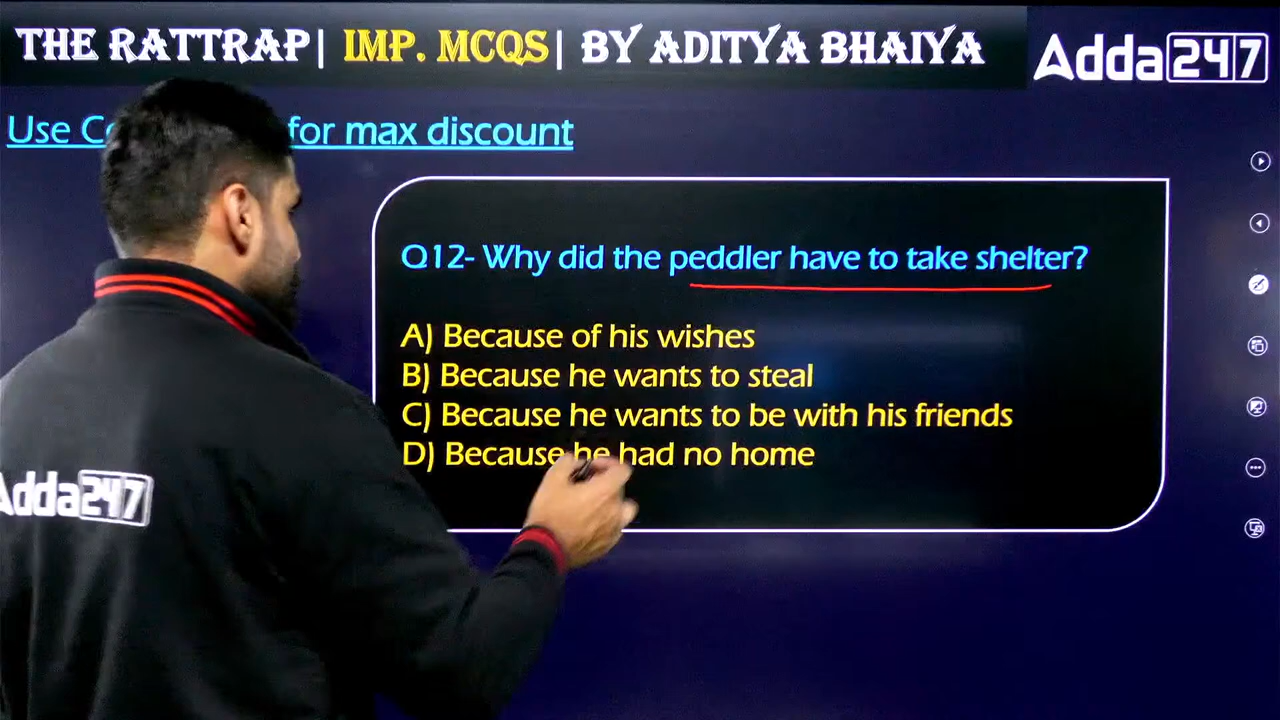 THE RATTRAP| IMP. MCQS| BY ADITYA BHAIYA
Adda247
Use for max discount
Q12- Why did the peddler have to take shelter?
A) Because of his wishes
B) Because he wants to steal
C) Because he wants to be with his friends
D) Because he had no home
Adda247